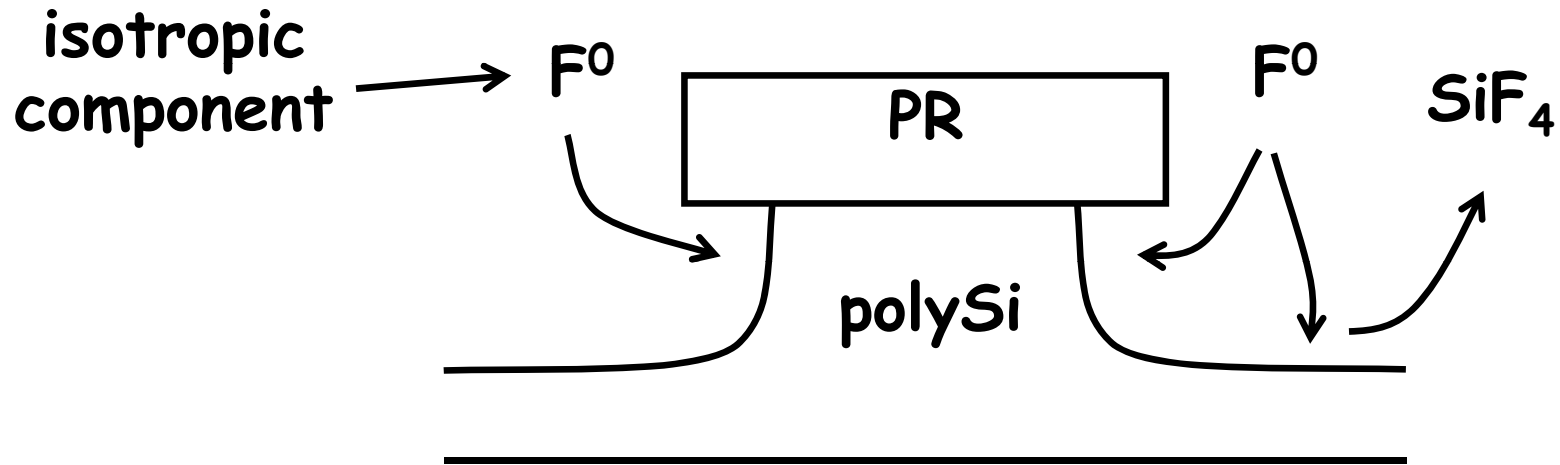 isotropic
component
F⁰
PR
F⁰
SiF₄
polySi